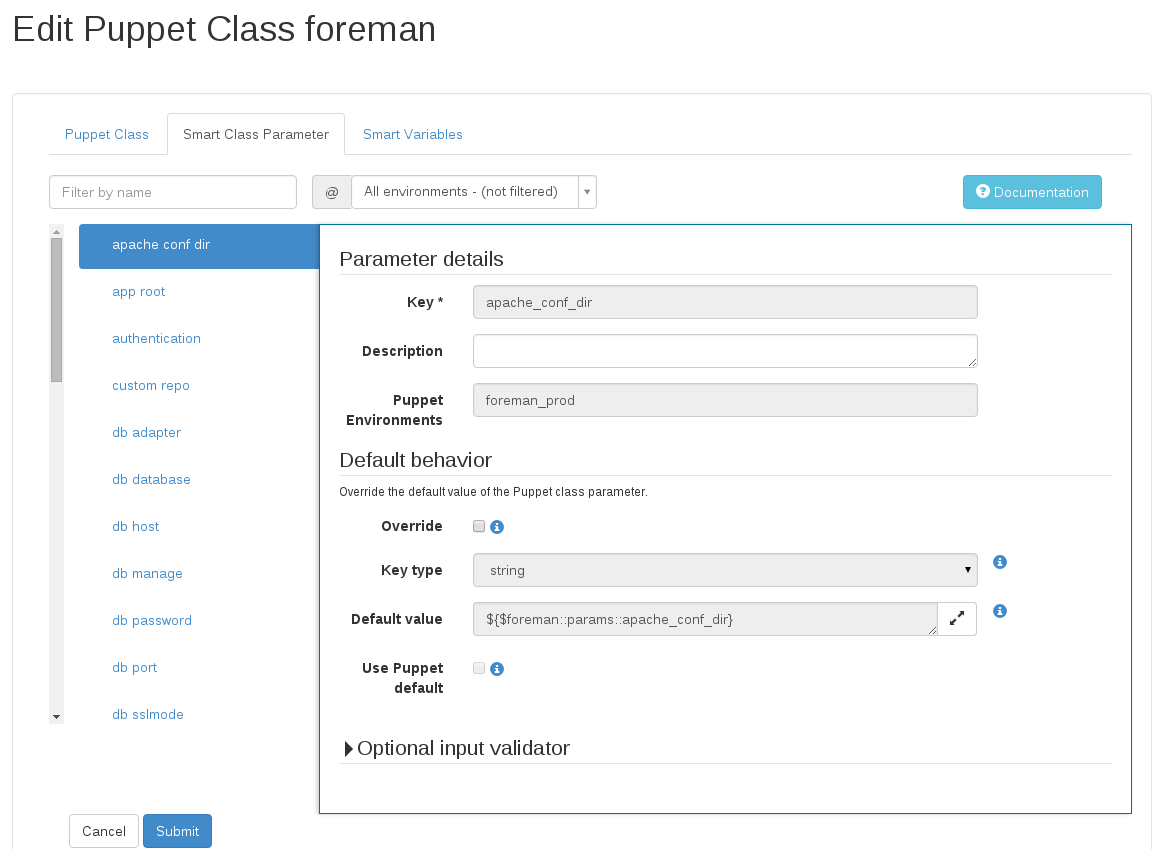 Edit Puppet Class foreman
Puppet Class
Smart Class Parameter
Smart Variables
Filter by name
@
All environments - (not filtered)
Documentation
apache conf dir
app root
authentication
custom repo
db adapter
db database
db host
db manage
db password
db port
db sslmode
Parameter details
Key *
apache_conf_dir
Description
Puppet
Environments
foreman_prod
Default behavior
Override the default value of the Puppet class parameter.
Override
Key type
string
Default value
${$foreman::params::apache_conf_dir}
Use Puppet
default
Optional input validator
Cancel
Submit